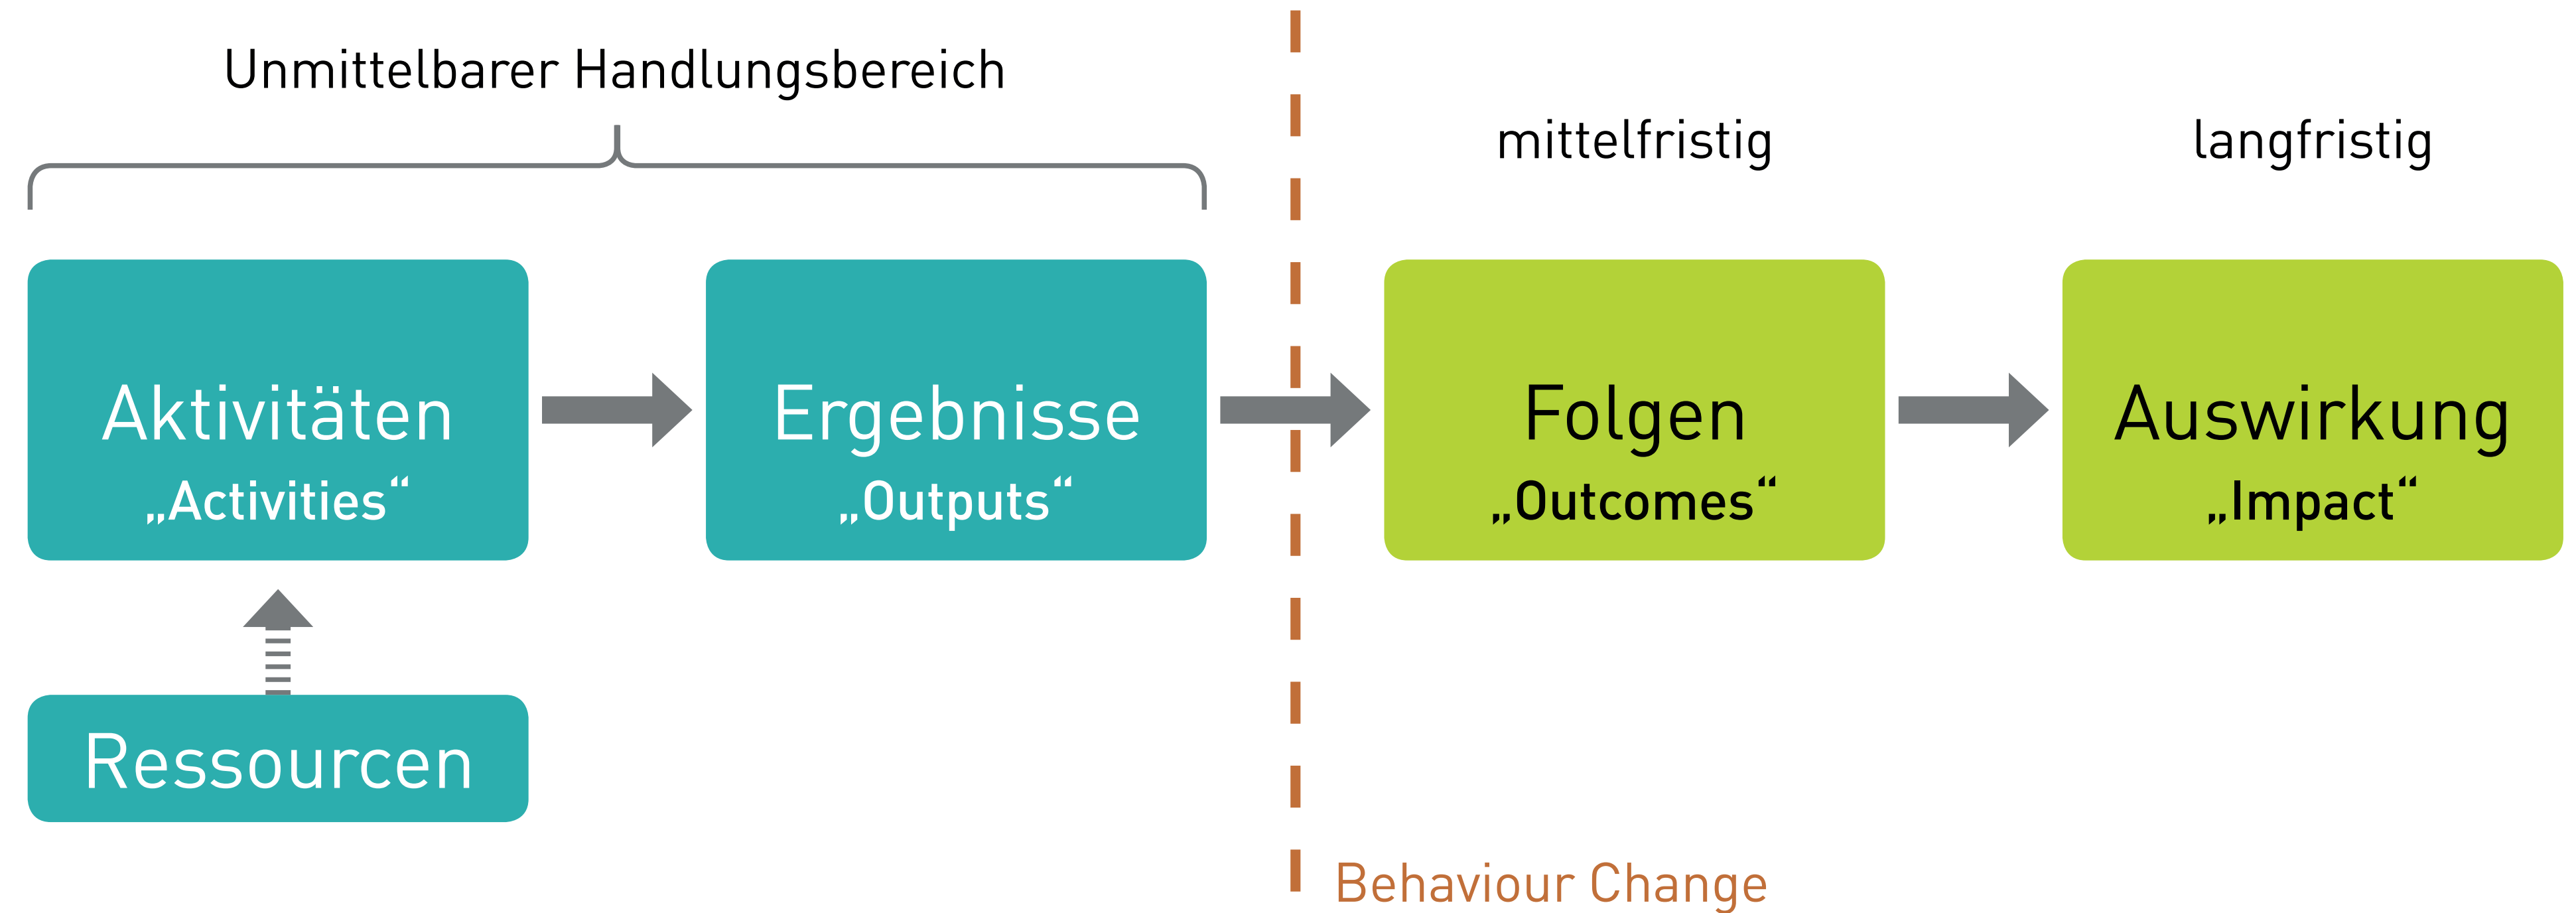 Unmittelbarer Handlungsbereich
mittelfristig
langfristig
Aktivitäten
„Activities“
Ergebnisse
„Outputs“
Folgen
„Outcomes“
Auswirkung
„Impact“
Ressourcen
Behaviour Change